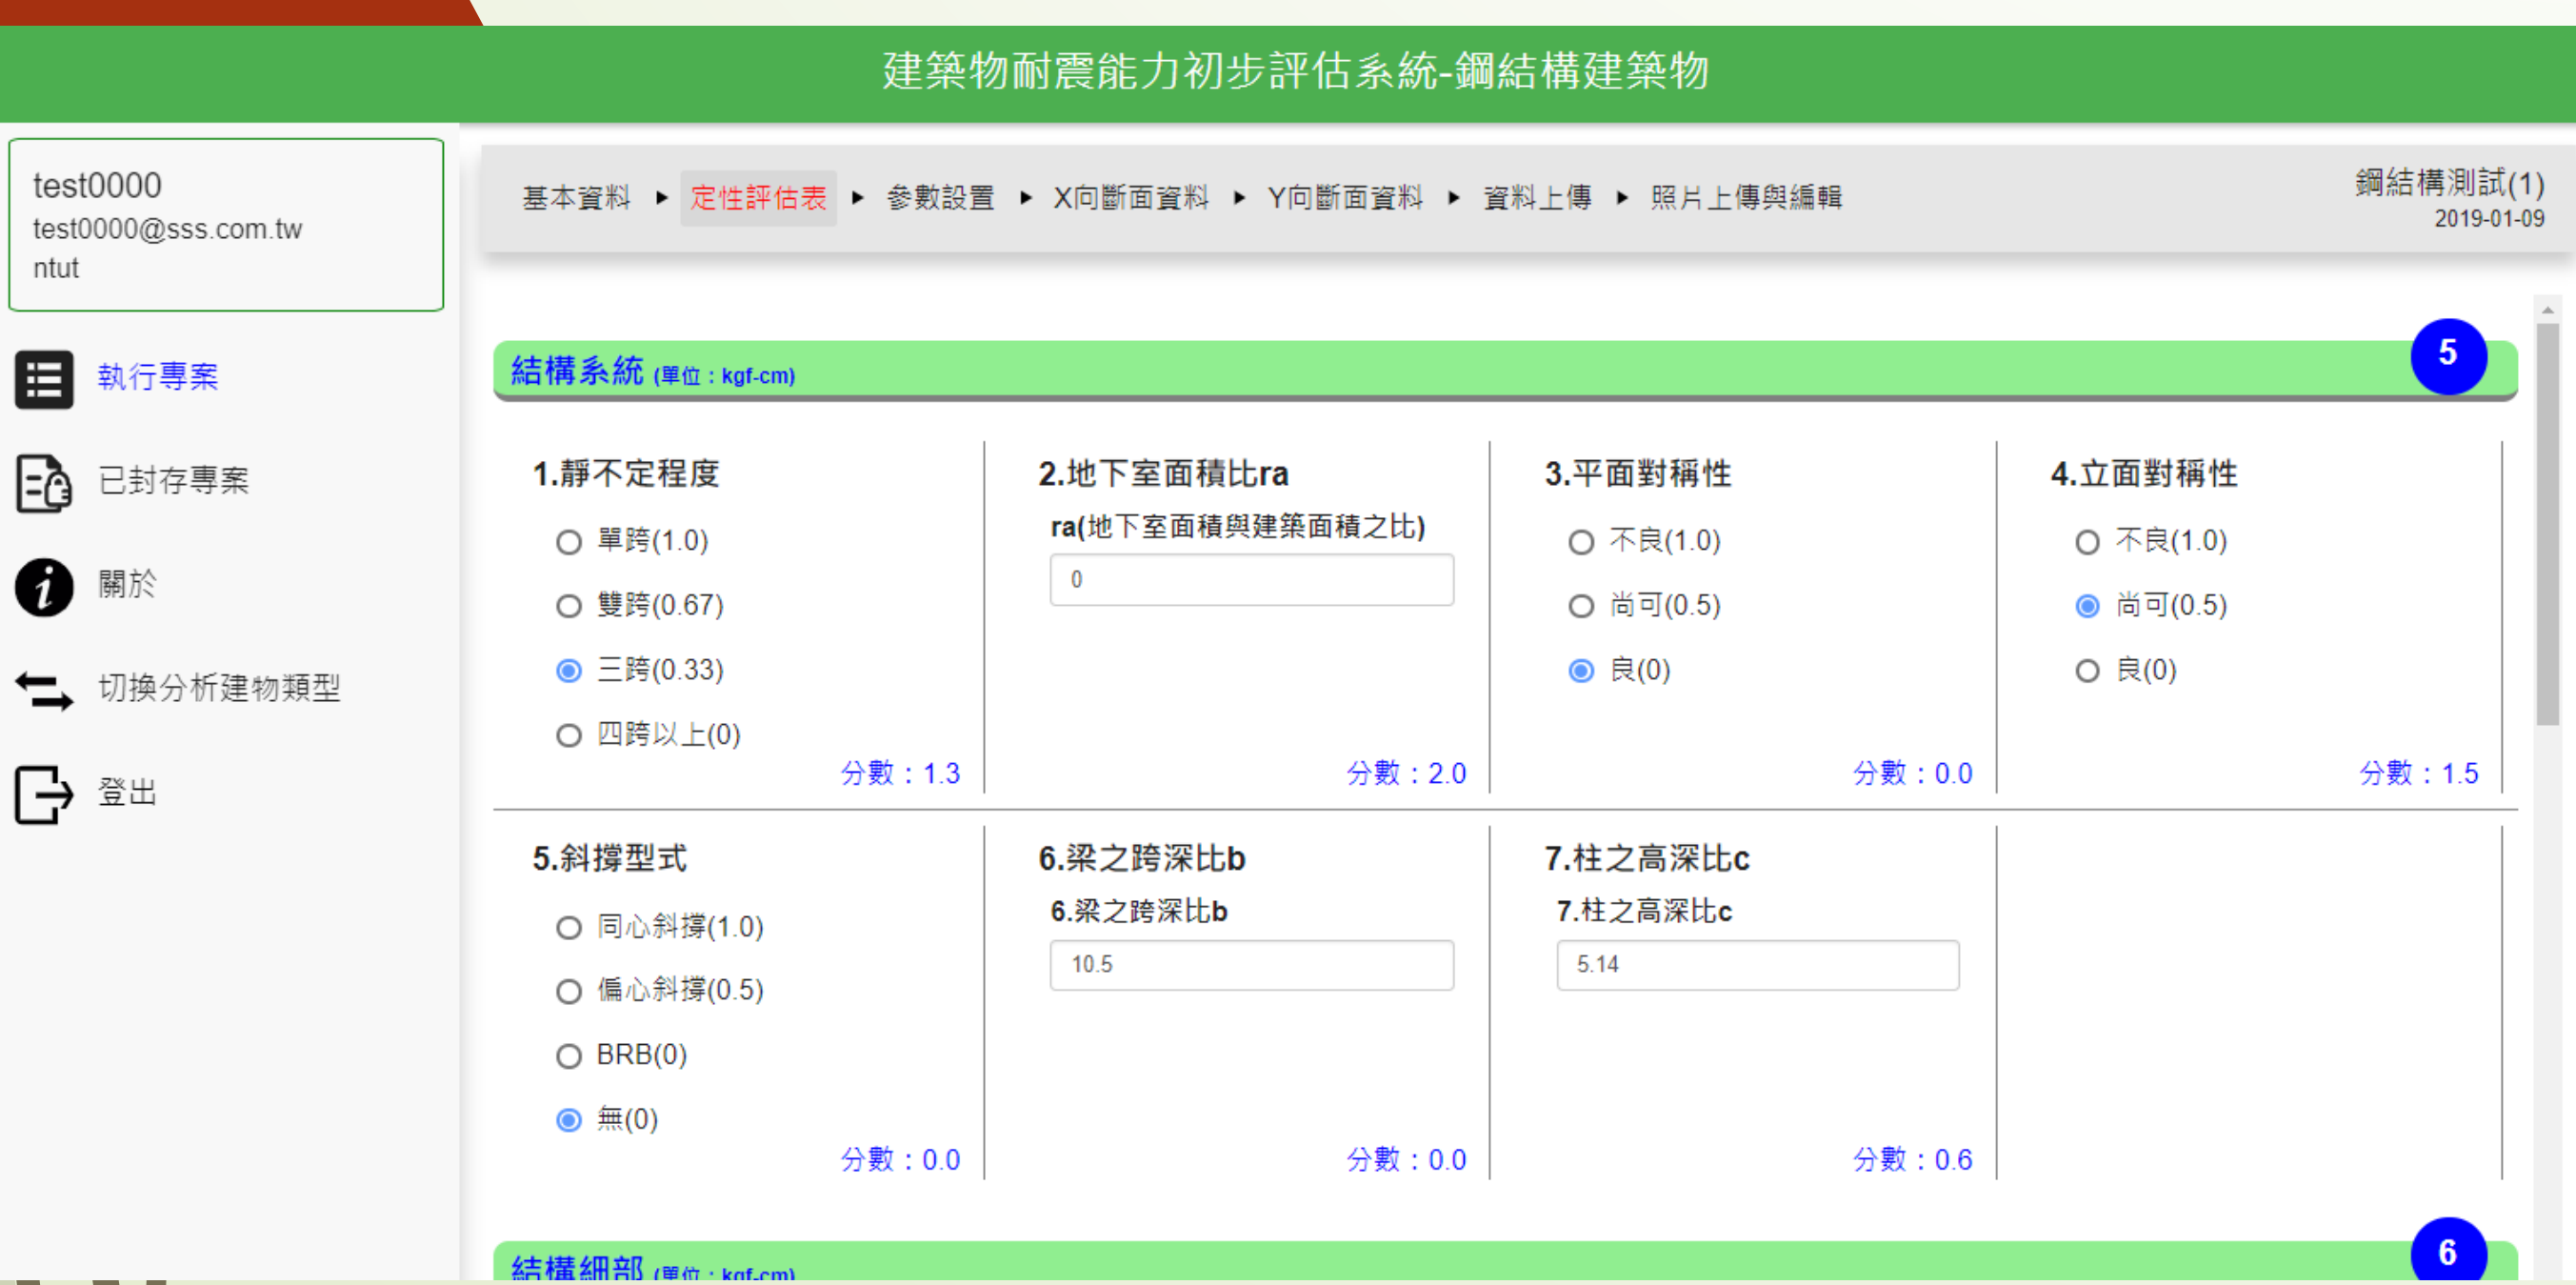 建築物耐震能力初步評估系統-鋼結構建築物
test0000
test0000@sss.com.tw
ntut
執行專案
已封存專案
關於
切換分析建物類型
登出
基本資料 ▶ 定性評估表 ▶ 參數設置 ▶ X向斷面資料 ▶ Y向斷面資料 ▶ 資料上傳 ▶ 照片上傳與編輯
鋼結構測試(1)
2019-01-09
結構系統 (單位：kgf-cm)
5
1.靜不定程度
單跨(1.0)
雙跨(0.67)
三跨(0.33)
四跨以上(0)
分數：1.3
2.地下室面積比ra
ra(地下室面積與建築面積之比)
0
分數：2.0
3.平面對稱性
不良(1.0)
尚可(0.5)
良(0)
分數：0.0
4.立面對稱性
不良(1.0)
尚可(0.5)
良(0)
分數：1.5
5.斜撐型式
同心斜撐(1.0)
偏心斜撐(0.5)
BRB(0)
無(0)
分數：0.0
6.梁之跨深比b
6.梁之跨深比b
10.5
分數：0.0
7.柱之高深比c
7.柱之高深比c
5.14
分數：0.6
結構細部 (單位：kgf-cm)
6